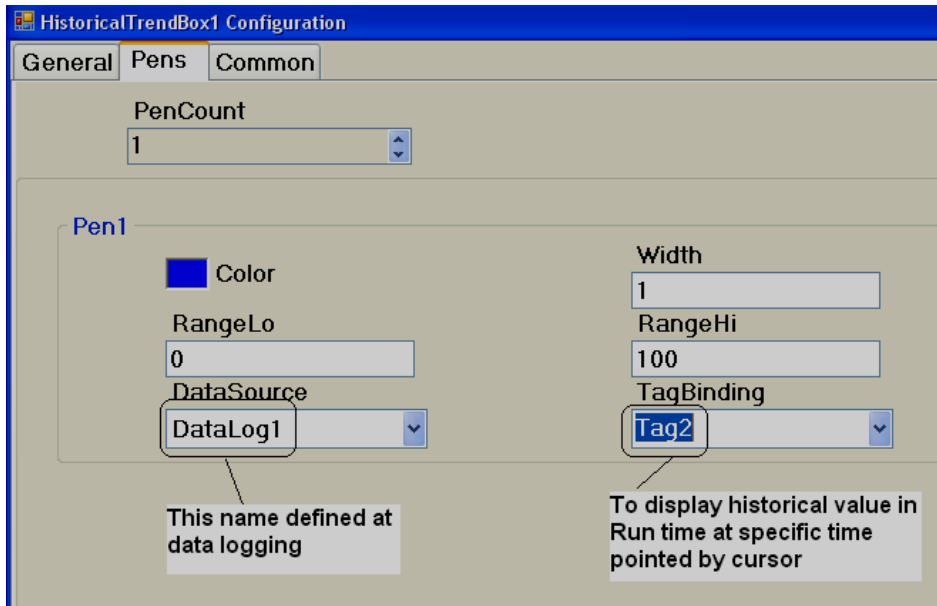 HistoricalTrendBox1 Configuration
General Pens Common
PenCount
1
Pen1
Color
Width
1
RangeLo
RangeHi
0
100
DataSource
TagBinding
DataLog1
Tag2
This name defined at
data logging
To display historical value in
Run time at specific time
pointed by cursor